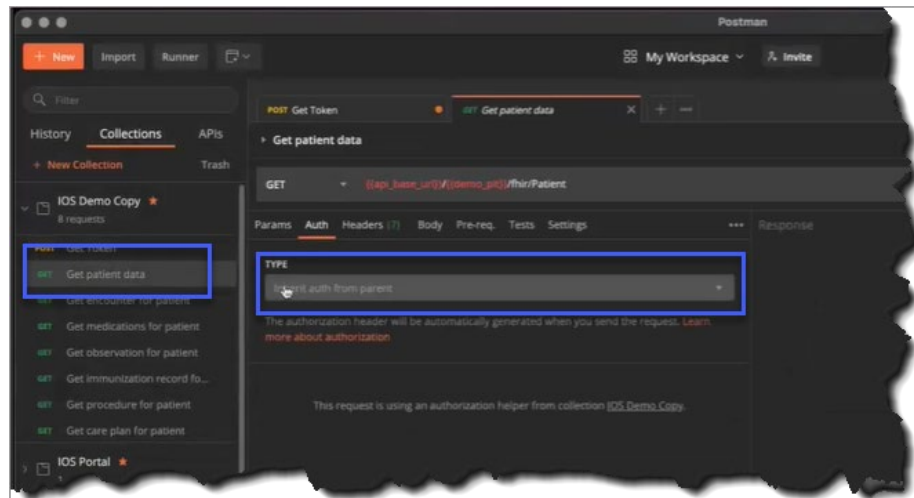 Postman
+ New Import Runner
My Workspace Invite
Filter
History Collections APIs
+ New Collection Trash
IOS Demo Copy ★
8 requests
POST Get Token
GET Get patient data
GET Get encounter for patient
GET Get medications for patient
GET Get observation for patient
GET Get immunization record fo...
GET Get procedure for patient
GET Get care plan for patient
IOS Portal ★
POST Get Token
GET Get patient data X + •••
Get patient data
GET {{api_base_url}}/{{demo_pit}}/fhir/Patient
Params Auth Headers (7) Body Pre-req. Tests Settings ••• Response
TYPE
Inherit auth from parent
The authorization header will be automatically generated when you send the request. Learn
more about authorization
This request is using an authorization helper from collection IOS Demo Copy.